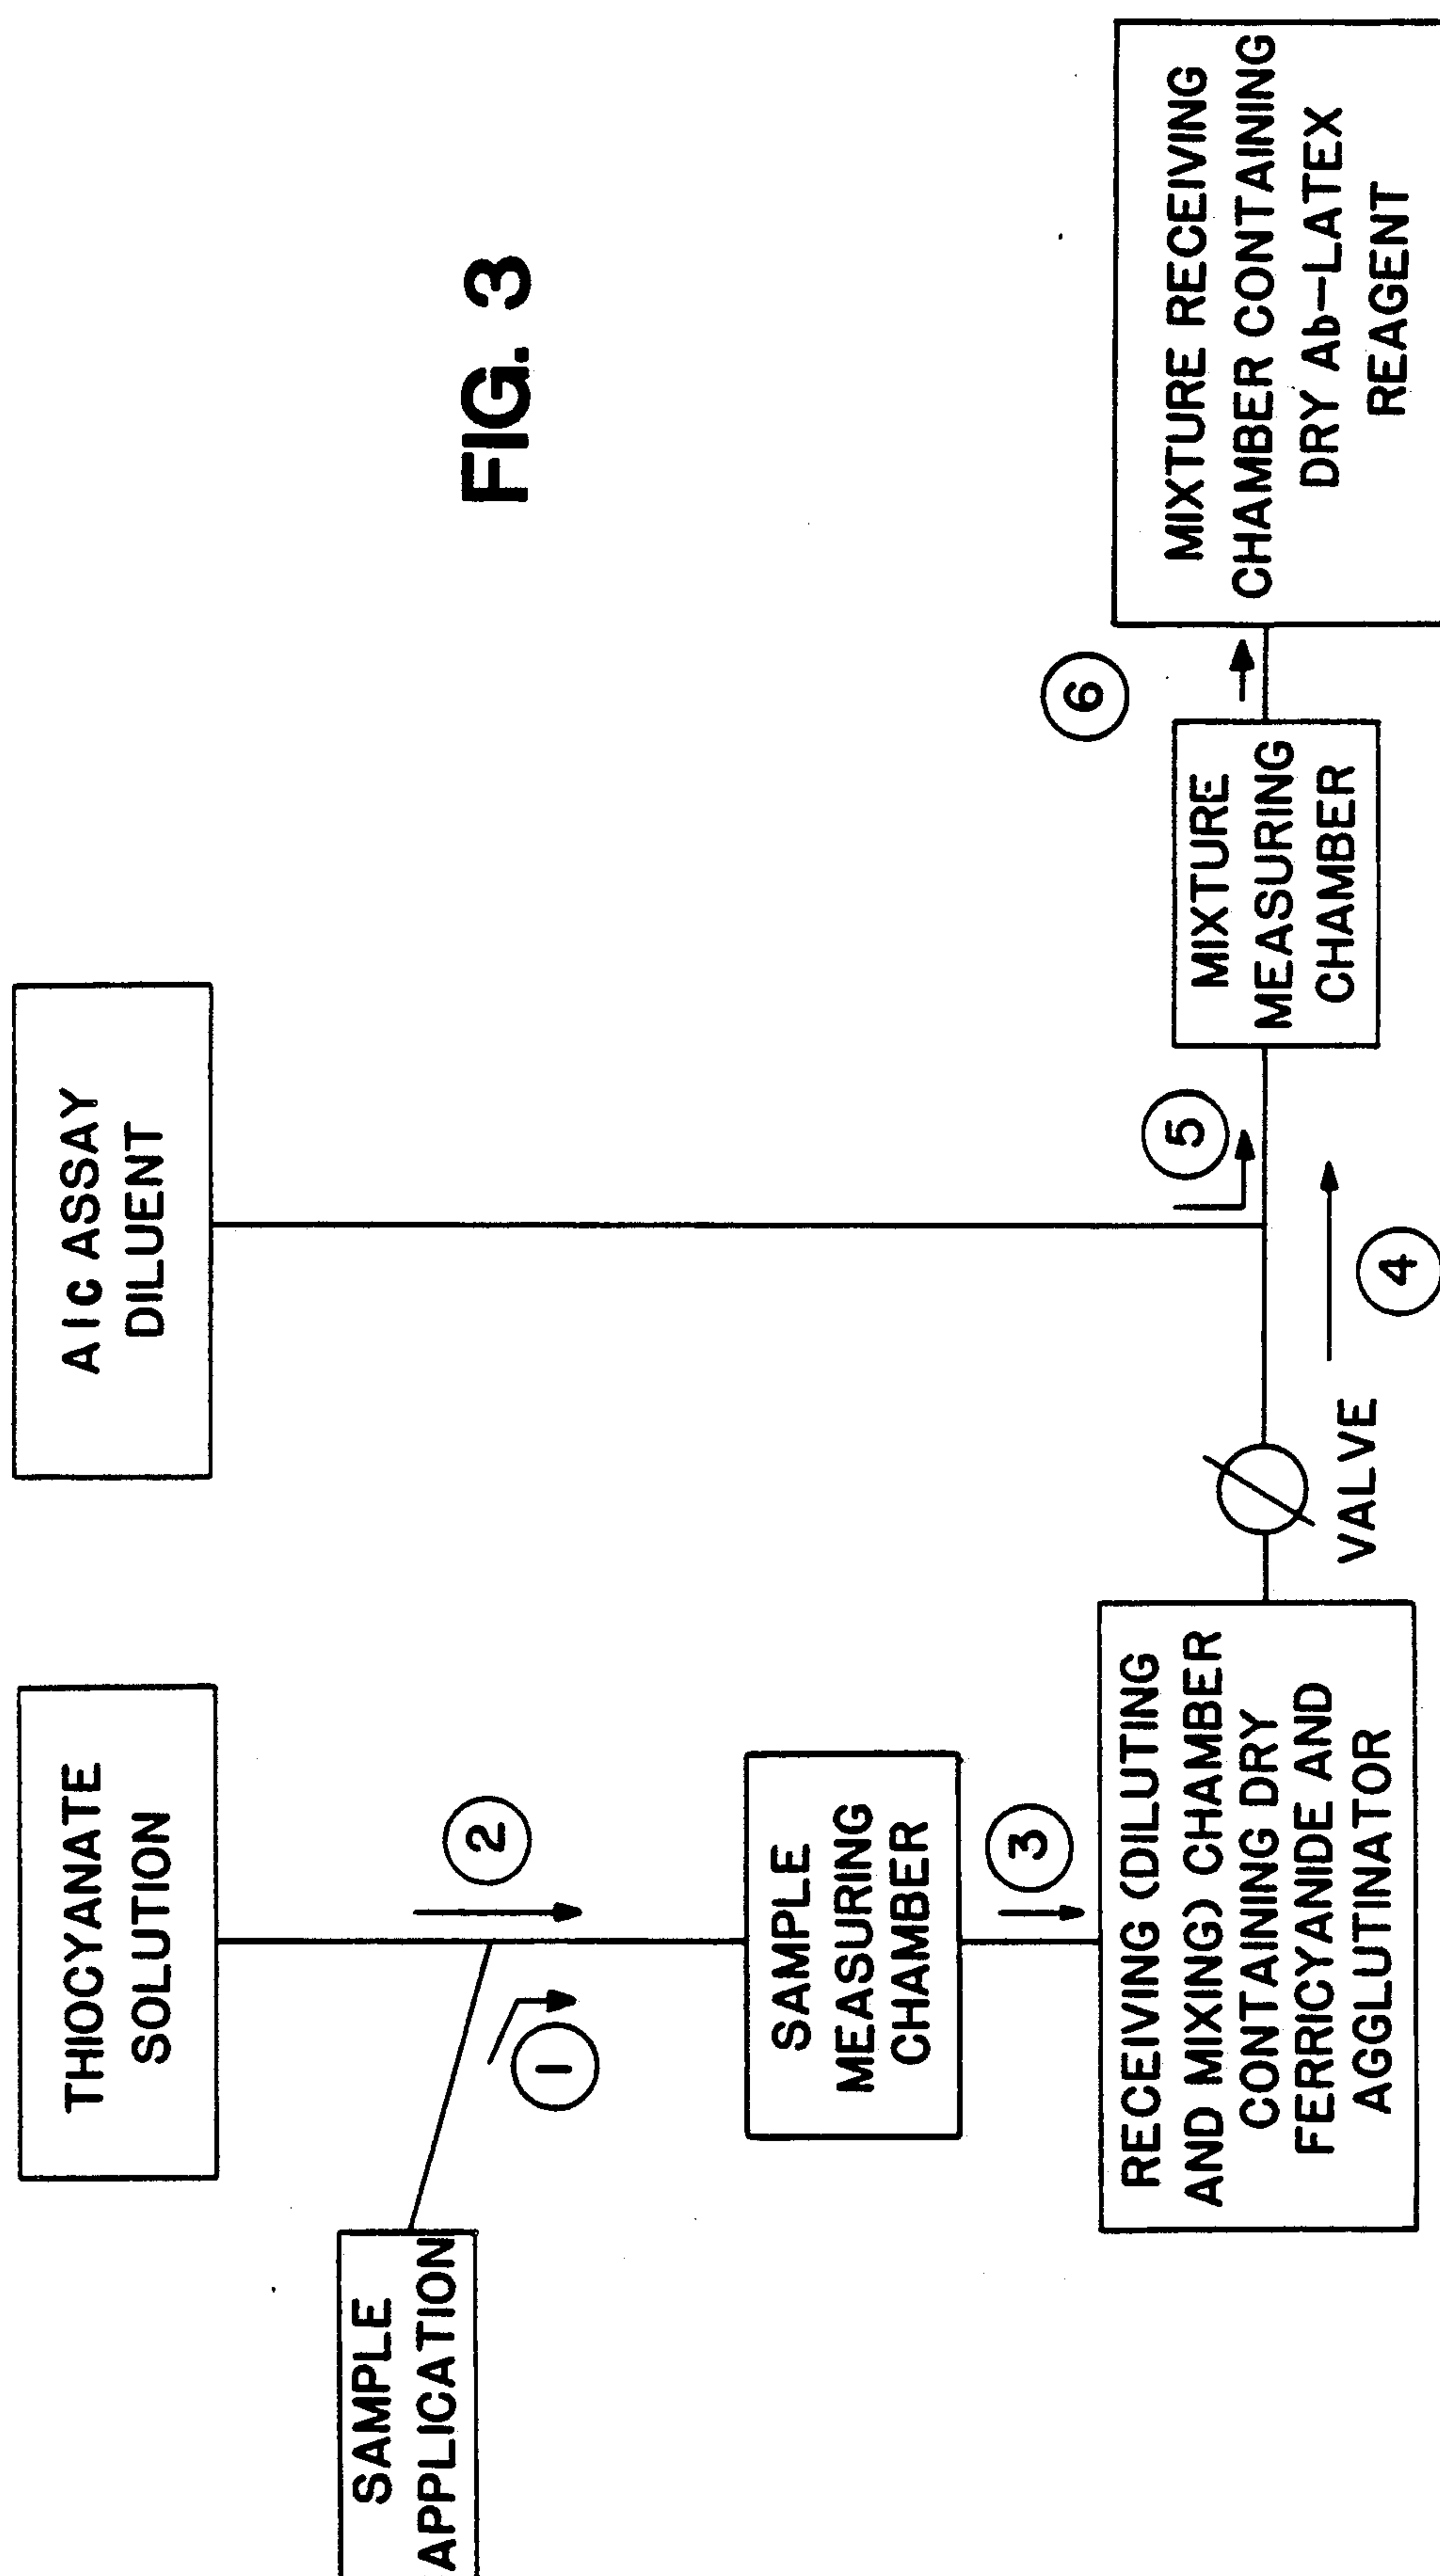 FIG. 3
THIOCYANATE
SOLUTION
A1C ASSAY
DILUENT
SAMPLE
APPLICATION
1
2
SAMPLE
MEASURING
CHAMBER
3
RECEIVING (DILUTING
AND MIXING) CHAMBER
CONTAINING DRY
FERRICYANIDE AND
AGGLUTINATOR
VALVE
4
5
MIXTURE
MEASURING
CHAMBER
6
MIXTURE RECEIVING
CHAMBER CONTAINING
DRY Ab-LATEX
REAGENT